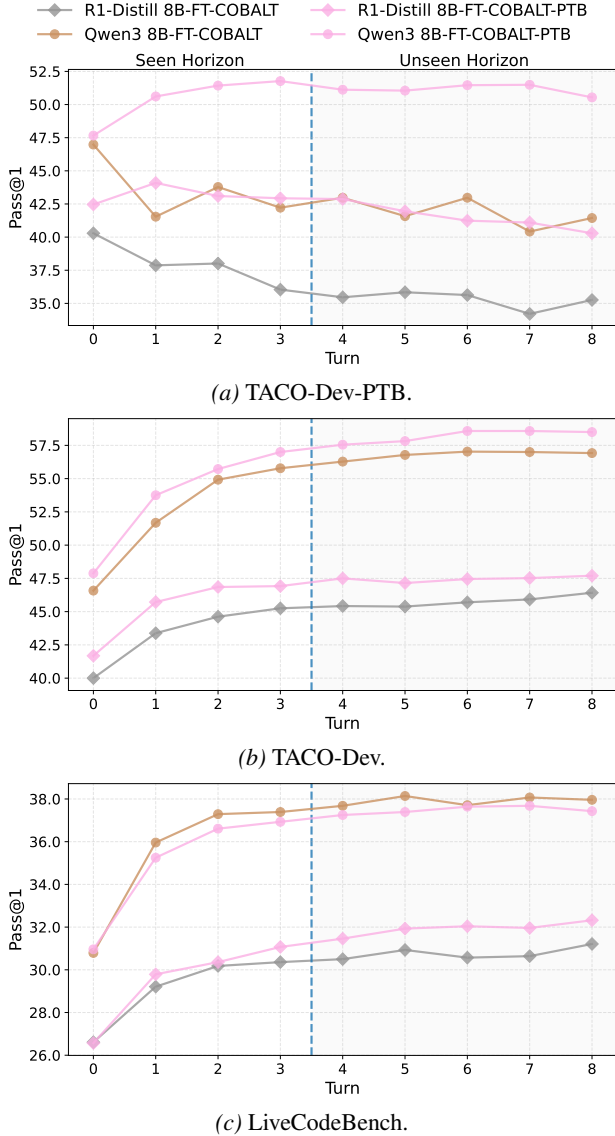 R1-Distill 8B-FT-COBALT R1-Distill 8B-FT-COBALT-PTB
Qwen3 8B-FT-COBALT Qwen3 8B-FT-COBALT-PTB
Seen Horizon Unseen Horizon
52.5
50.0
47.5
45.0
42.5
40.0
37.5
35.0
Pass@1
0 1 2 3 4 5 6 7 8
Turn
(a) TACO-Dev-PTB.
57.5
55.0
52.5
50.0
47.5
45.0
42.5
40.0
Pass@1
0 1 2 3 4 5 6 7 8
Turn
(b) TACO-Dev.
38.0
36.0
34.0
32.0
30.0
28.0
26.0
Pass@1
0 1 2 3 4 5 6 7 8
Turn
(c) LiveCodeBench.